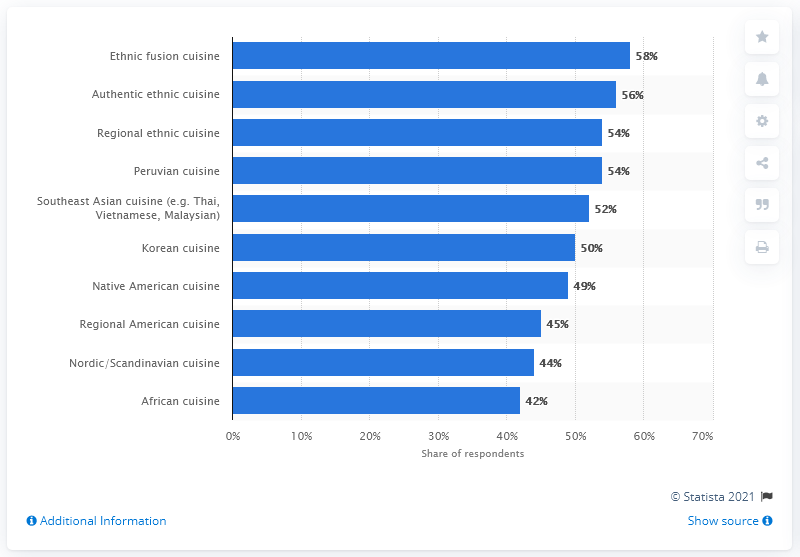 Ethnic fusion cuisine 58%
Authentic ethnic cuisine 56%
Regional ethnic cuisine 54%
Peruvian cuisine 54%
Southeast Asian cuisine (e.g. Thai,
Vietnamese, Malaysian) 52%
Korean cuisine 50%
Native American cuisine 49%
Regional American cuisine 45%
Nordic/Scandinavian cuisine 44%
African cuisine 42%
0% 10% 20% 30% 40% 50% 60% 70%
Share of respondents
© Statista 2021
Additional Information Show source